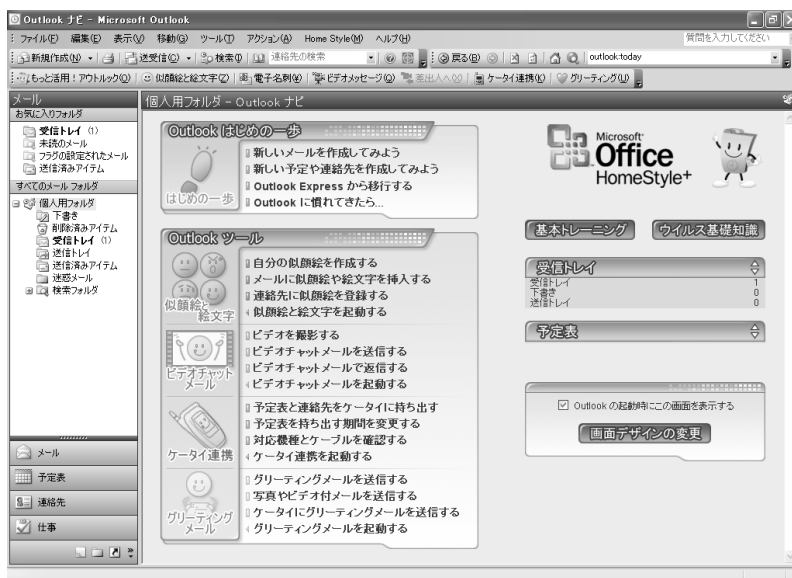 Outlook ナビ - Microsoft Outlook
ファイル(F) 編集(E) 表示(V) 移動(G) ツール(T) アクション(A) Home Style(M) ヘルプ(H) 質問を入力してください
新規作成(N) 送受信(C) 検索(I) 連絡先の検索 戻る(B) outlook:today
もっと活用!アウトルック(O) 似顔絵と絵文字(Z) 電子名刺(Y) ビデオメッセージ(Q) 差出人へ(X) ケータイ連携(K) グリーティング(U)
メール
お気に入りフォルダ
受信トレイ (1)
未読のメール
フラグの設定されたメール
送信済みアイテム
すべてのメール フォルダ
個人用フォルダ
下書き
削除済みアイテム
受信トレイ (1)
送信トレイ
送信済みアイテム
迷惑メール
検索フォルダ
メール
予定表
連絡先
仕事
個人用フォルダ - Outlook ナビ
Outlook はじめの一歩
はじめの一歩
新しいメールを作成してみよう
新しい予定や連絡先を作成してみよう
Outlook Express から移行する
Outlook に慣れてきたら...
Outlook ツール
似顔絵と
絵文字
自分の似顔絵を作成する
メールに似顔絵や絵文字を挿入する
連絡先に似顔絵を登録する
似顔絵と絵文字を起動する
ビデオチャット
メール
ビデオを撮影する
ビデオチャットメールを送信する
ビデオチャットメールで返信する
ビデオチャットメールを起動する
ケータイ連携
予定表と連絡先をケータイに持ち出す
予定表を持ち出す期間を変更する
対応機種とケーブルを確認する
ケータイ連携を起動する
グリーティング
メール
グリーティングメールを送信する
写真やビデオ付メールを送信する
ケータイにグリーティングメールを送信する
グリーティングメールを起動する
Microsoft
Office
HomeStyle+
基本トレーニング ウイルス基礎知識
受信トレイ
受信トレイ 1
下書き 0
送信トレイ 0
予定表
Outlook の起動時にこの画面を表示する
画面デザインの変更